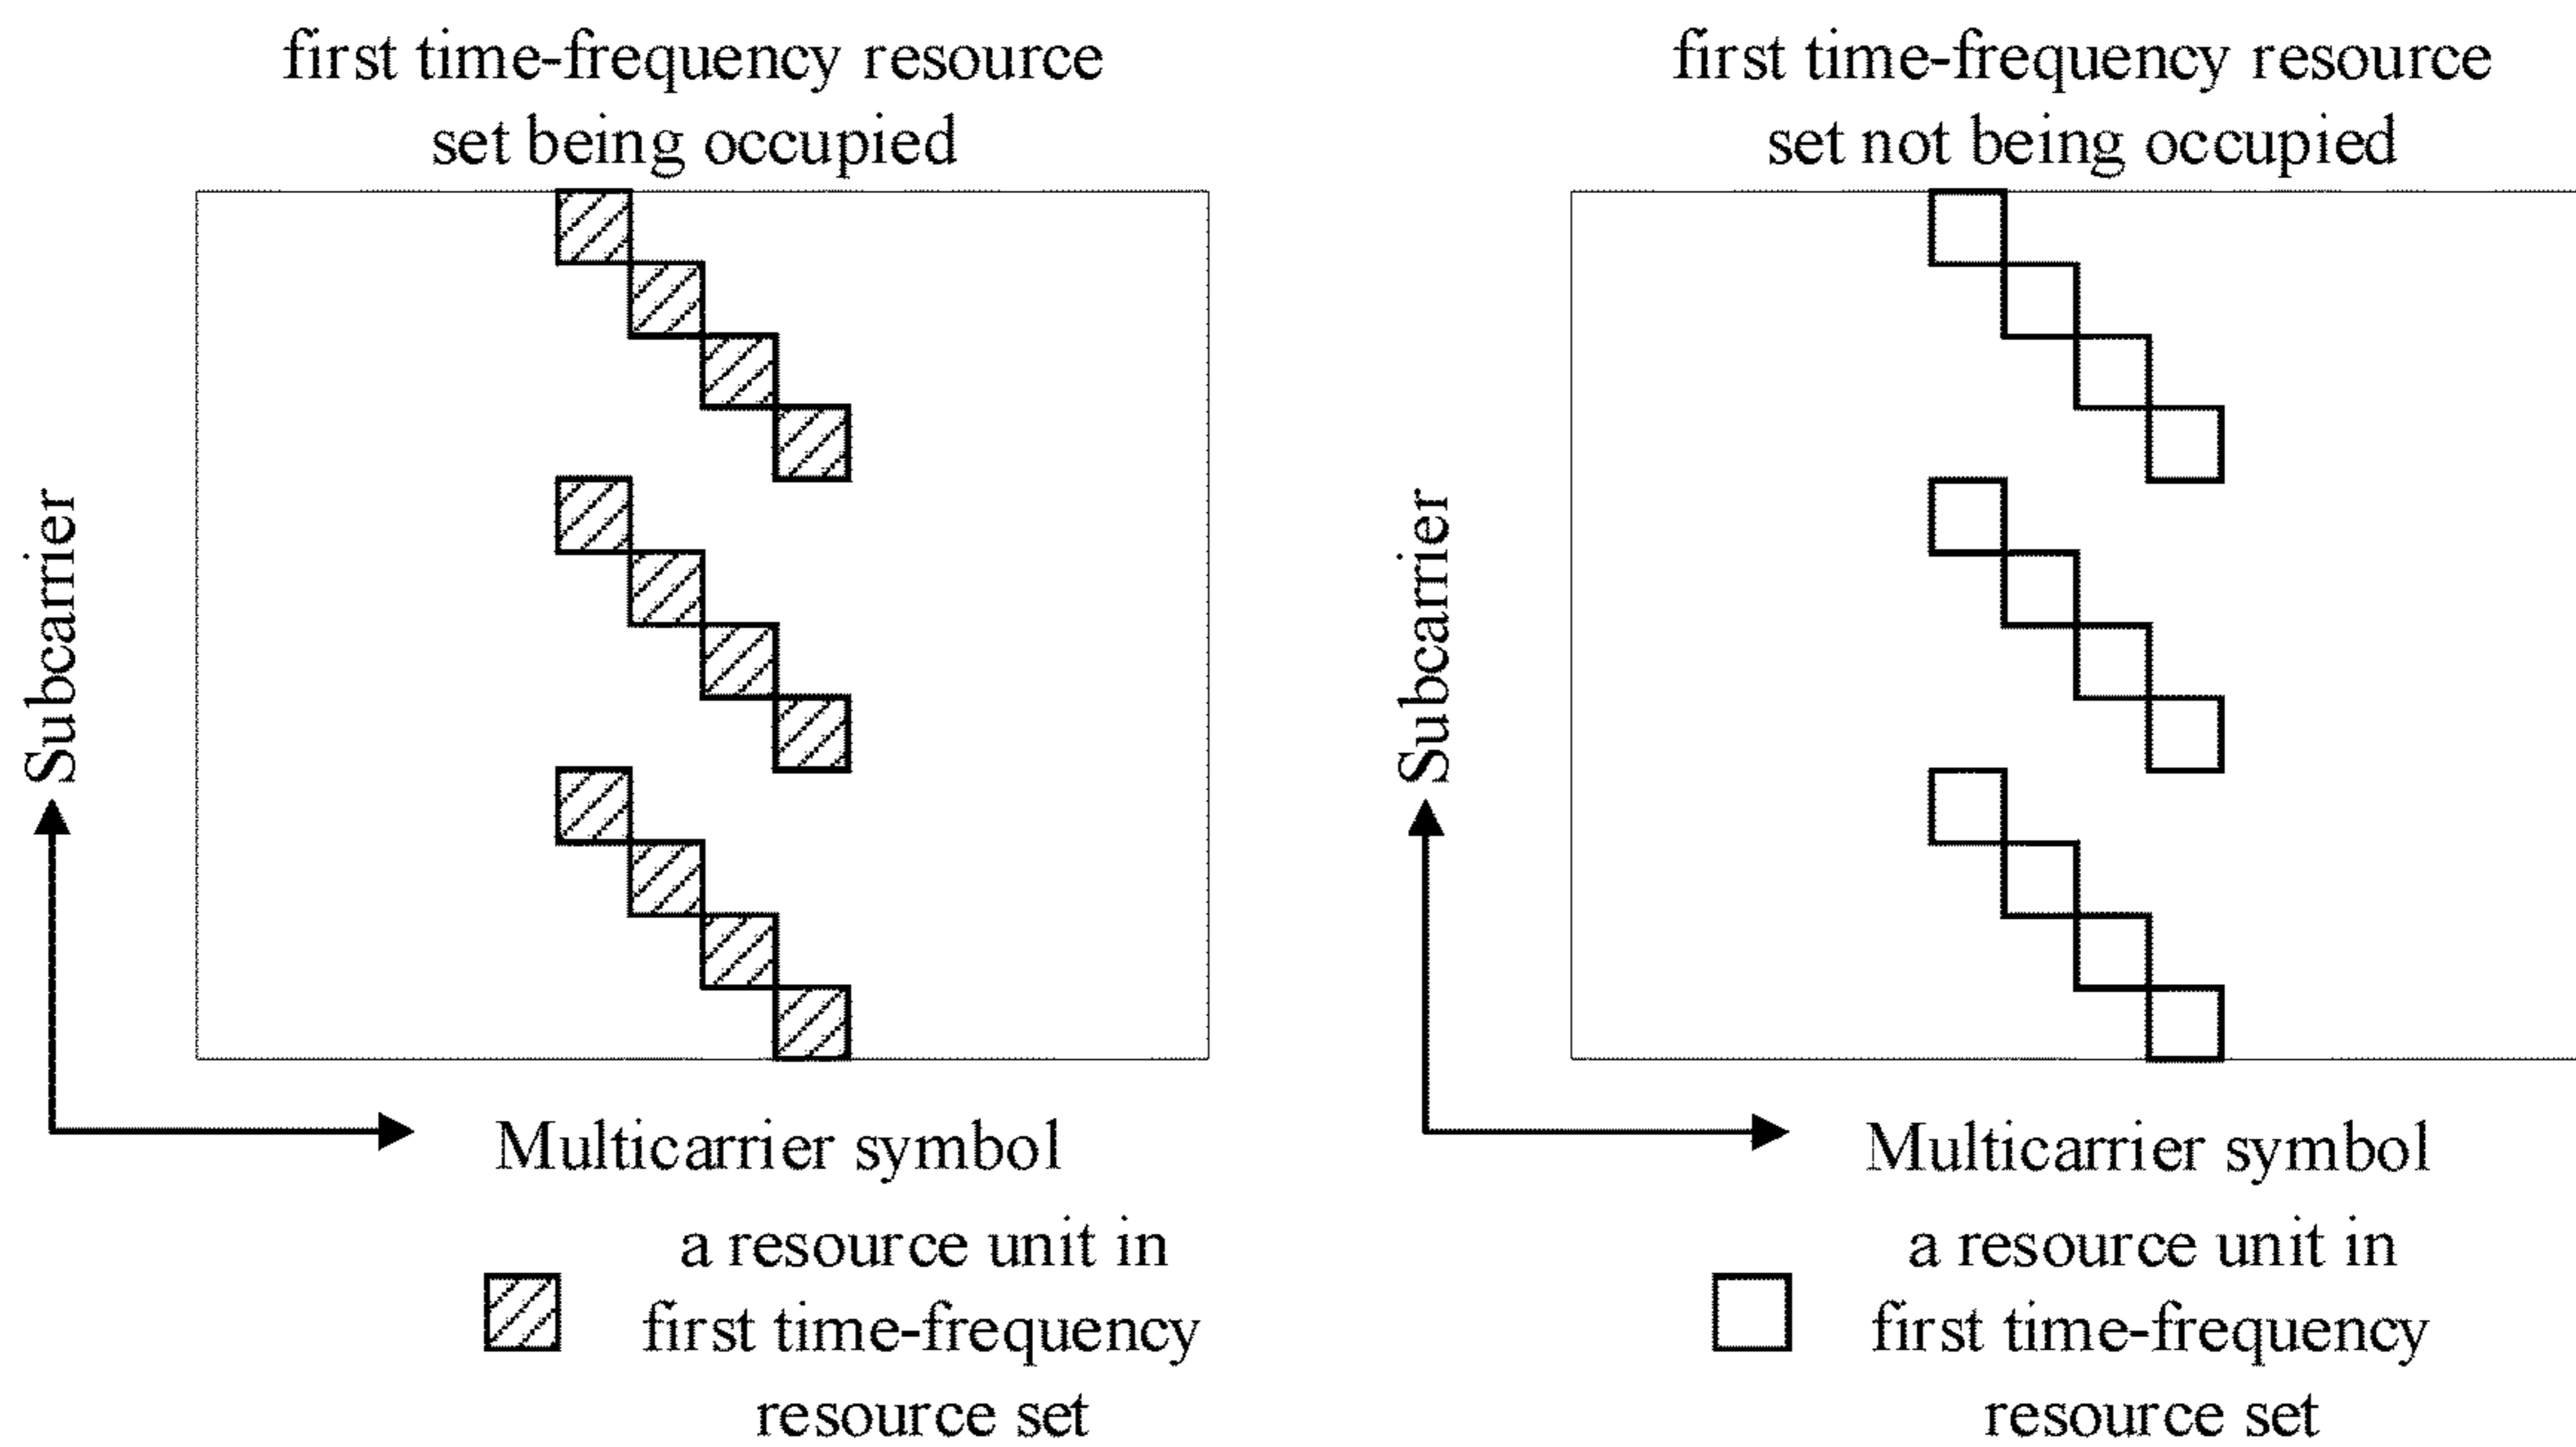 first time-frequency resource
set being occupied
Subcarrier
Multicarrier symbol
a resource unit in
first time-frequency
resource set
first time-frequency resource
set not being occupied
Subcarrier
Multicarrier symbol
a resource unit in
first time-frequency
resource set